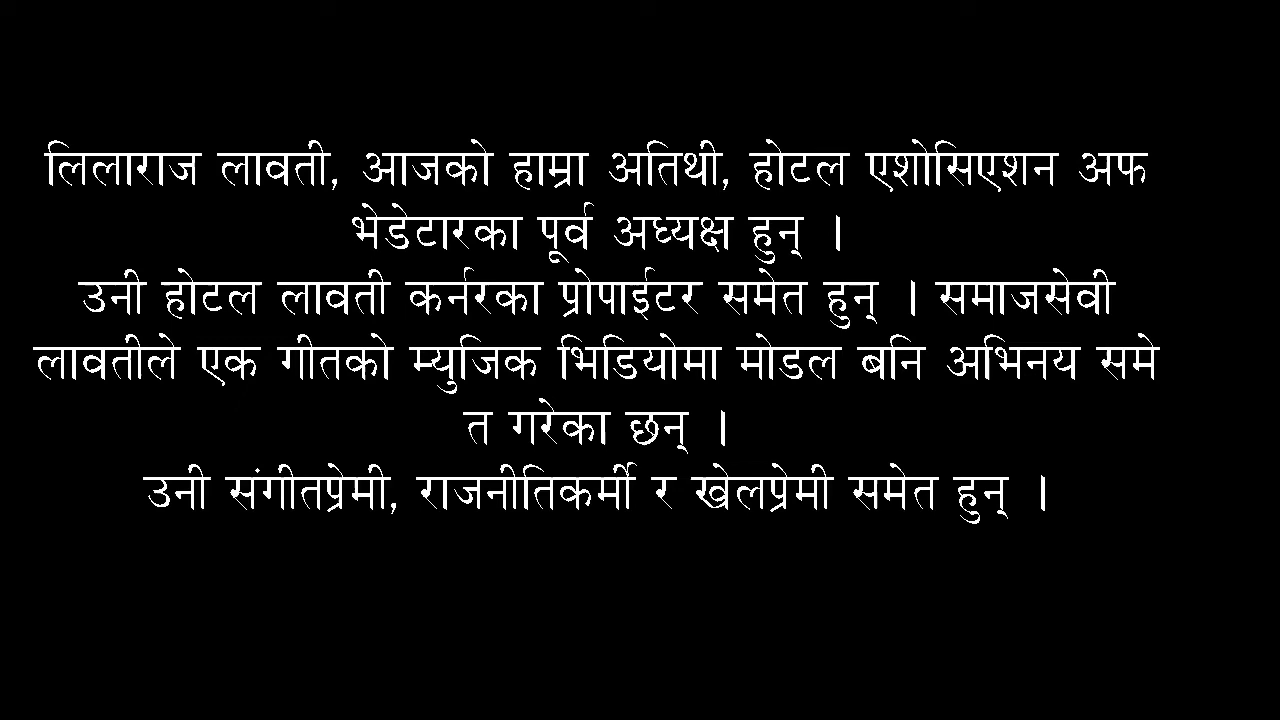 लिलाराज लावती, आजको हाम्रा अतिथी, होटल एशोसिएशन अफ
भेडेटारका पूर्व अध्यक्ष हुन् ।
उनी होटल लावती कर्नरका प्रोपाईटर समेत हुन् । समाजसेवी
लावतीले एक गीतको म्युजिक भिडियोमा मोडल बनि अभिनय समे
त गरेका छन् ।
उनी संगीतप्रेमी, राजनीतिकर्मी र खेलप्रेमी समेत हुन् ।